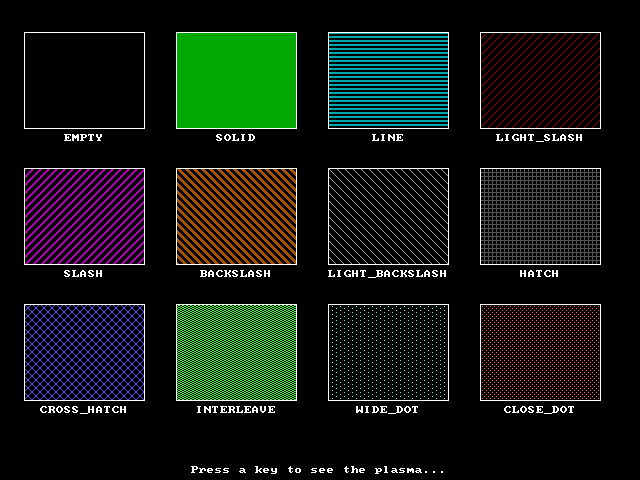 EMPTY SOLID LINE LIGHT_SLASH
SLASH BACKSLASH LIGHT_BACKSLASH HATCH
CROSS_HATCH INTERLEAVE WIDE_DOT CLOSE_DOT
Press a key to see the plasma...